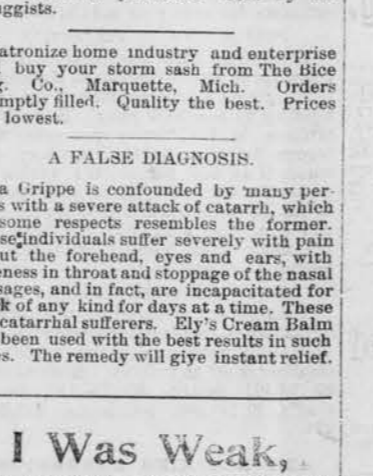 uggists.
atronize home industry and enterprise
buy your storm sash from The Bice
g. Co., Marquette, Mich. Orders
mptly filled. Quality the best. Prices
lowest.
A FALSE DIAGNOSIS.
a Grippe is confounded by many per-
s with a severe attack of catarrh, which
some respects resembles the former.
se individuals suffer severely with pain
ut the forehead, eyes and ears, with
eness in throat and stoppage of the nasal
sages, and in fact, are incapacitated for
k of any kind for days at a time. These
catarrhal sufferers. Ely's Cream Balm
been used with the best results in such
s. The remedy will giye instant relief.
I Was Weak,